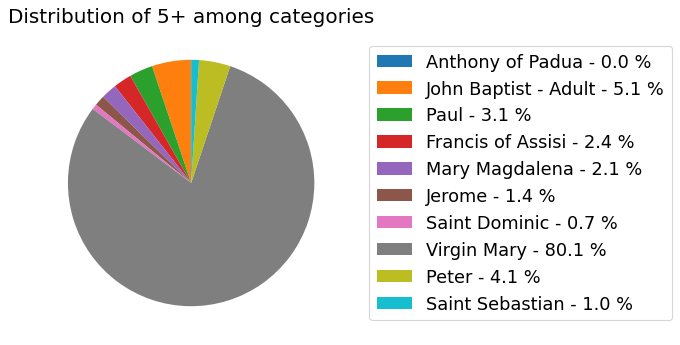 Distribution of 5+ among categories
Anthony of Padua - 0.0 %
John Baptist - Adult - 5.1 %
Paul - 3.1 %
Francis of Assisi - 2.4 %
Mary Magdalena - 2.1 %
Jerome - 1.4 %
Saint Dominic - 0.7 %
Virgin Mary - 80.1 %
Peter - 4.1 %
Saint Sebastian - 1.0 %